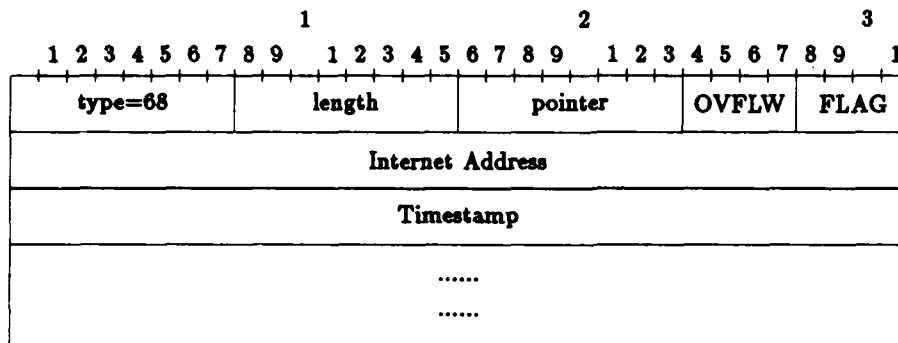 1 2 3
1 2 3 4 5 6 7 8 9 1 2 3 4 5 6 7 8 9 1 2 3 4 5 6 7 8 9 1
type=68 length pointer OVFLW FLAG
Internet Address
Timestamp
......
......